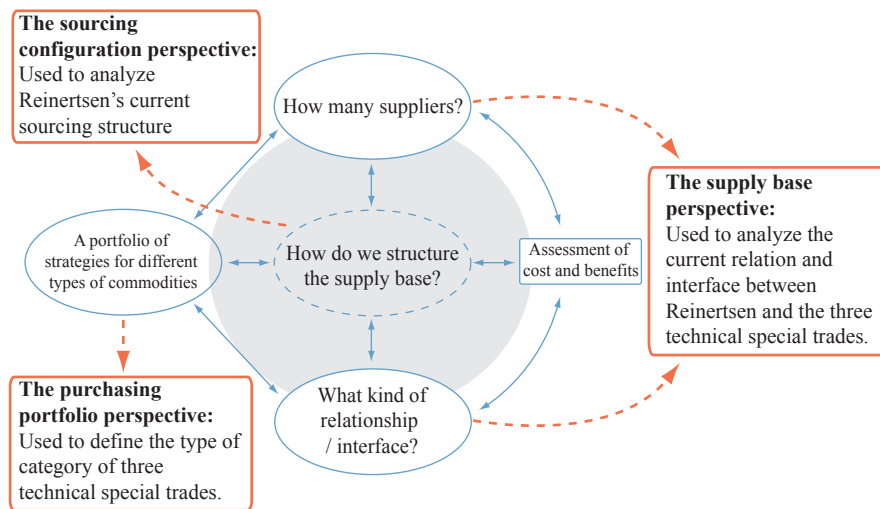 The sourcing
configuration perspective:
Used to analyze
Reinertsen's current
sourcing structure
How many suppliers?
The supply base
perspective:
Used to analyze the
current relation and
interface between
Reinertsen and the three
technical special trades.
A portfolio of
strategies for different
types of commodities
How do we structure
the supply base?
Assessment of
cost and benefits
The purchasing
portfolio perspective:
Used to define the type of
category of three
technical special trades.
What kind of
relationship
/ interface?